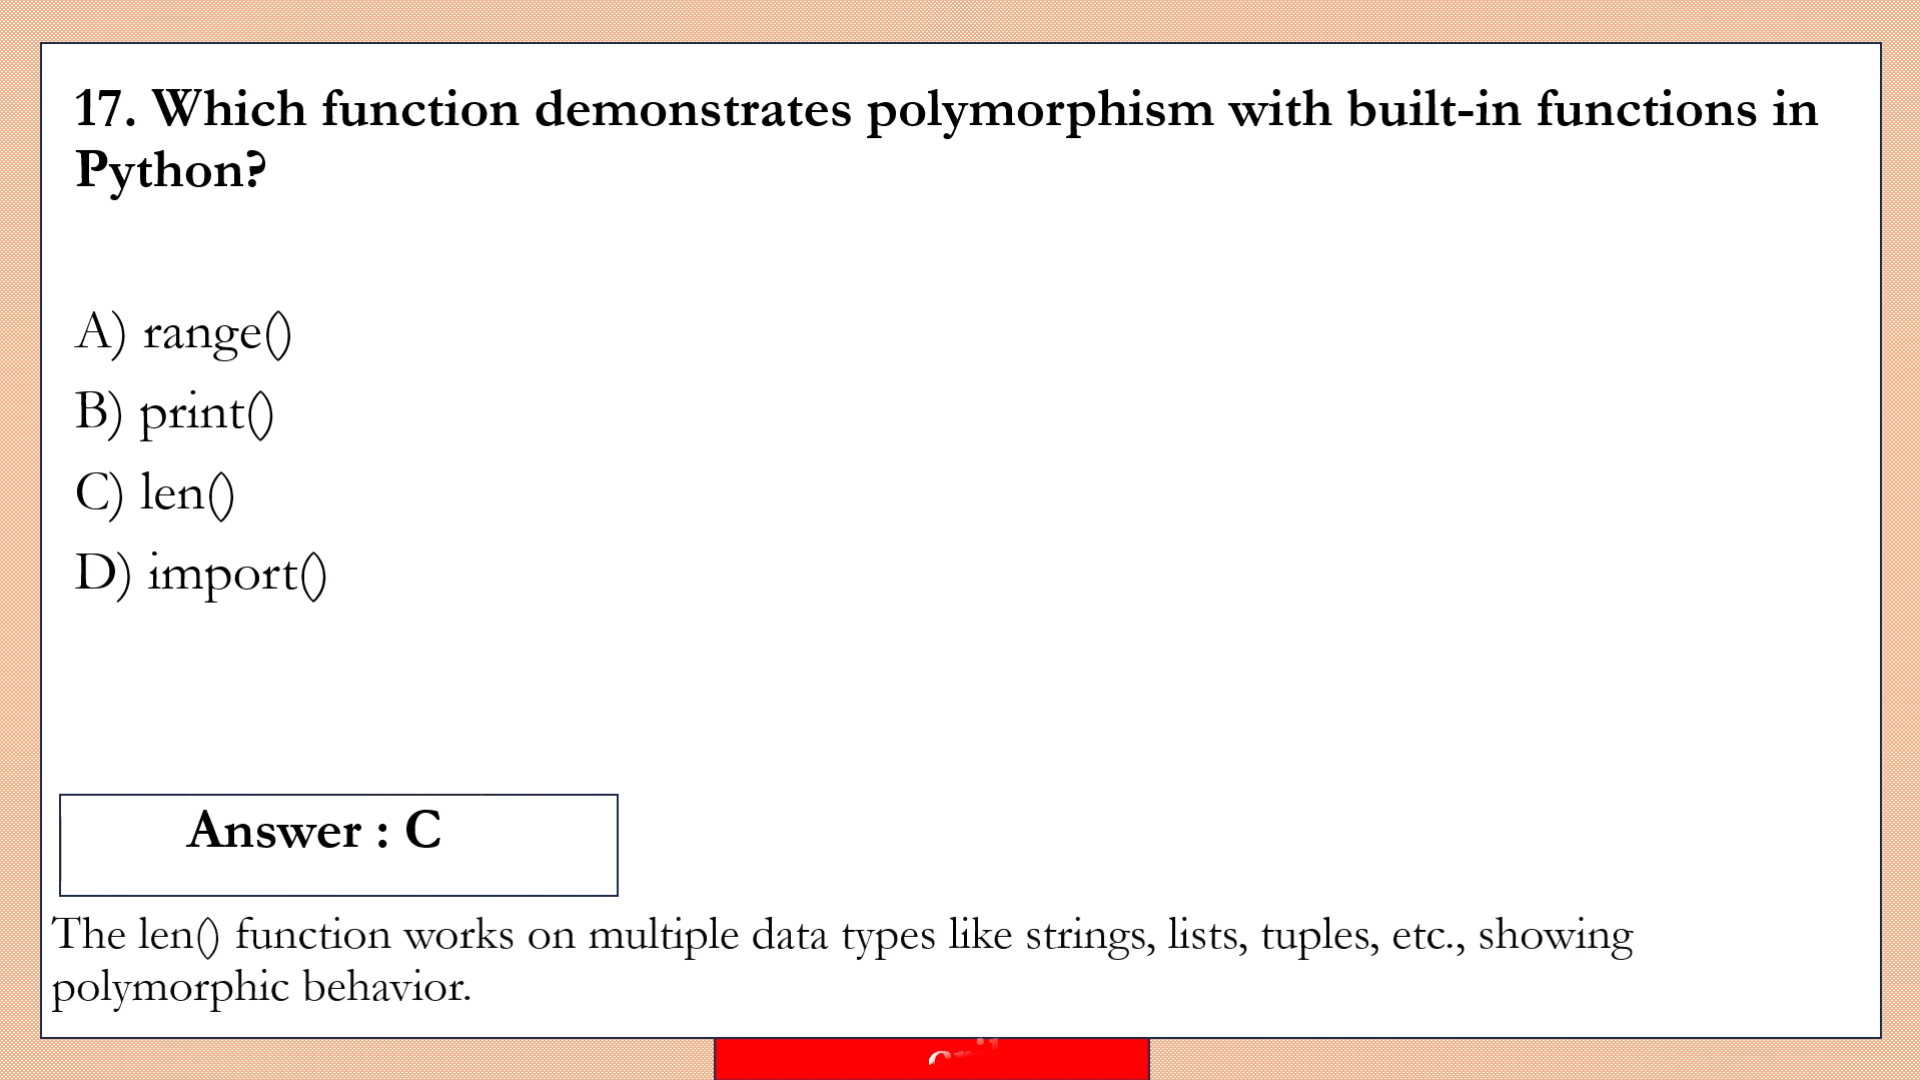 17. Which function demonstrates polymorphism with built-in functions in
Python?
A) range()
B) print()
C) len()
D) import()
Answer : C
The len() function works on multiple data types like strings, lists, tuples, etc., showing
polymorphic behavior.